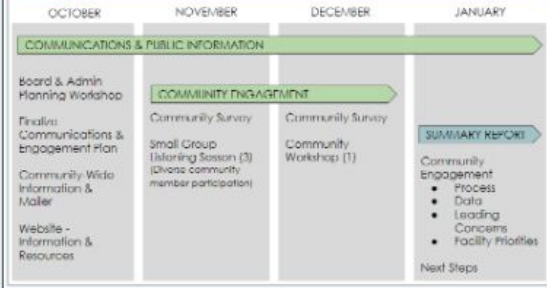 OCTOBER
NOVEMBER
DECEMBER
JANUARY
COMMUNICATIONS & PUBLIC INFORMATION
Board & Admin
Planning Workshop
Finalize
Communications &
Engagement Plan
Community-Wide
Information &
Mailer
Website -
Information &
Resources
COMMUNITY ENGAGEMENT
Community Survey
Small Group
Listening Sesson (3)
(Diverse community
member participation)
Community Survey
Community
Workshop (1)
SUMMARY REPORT
Community
Engagement
● Process
● Data
● Leading
Concerns
● Facility Priorities
Next Steps